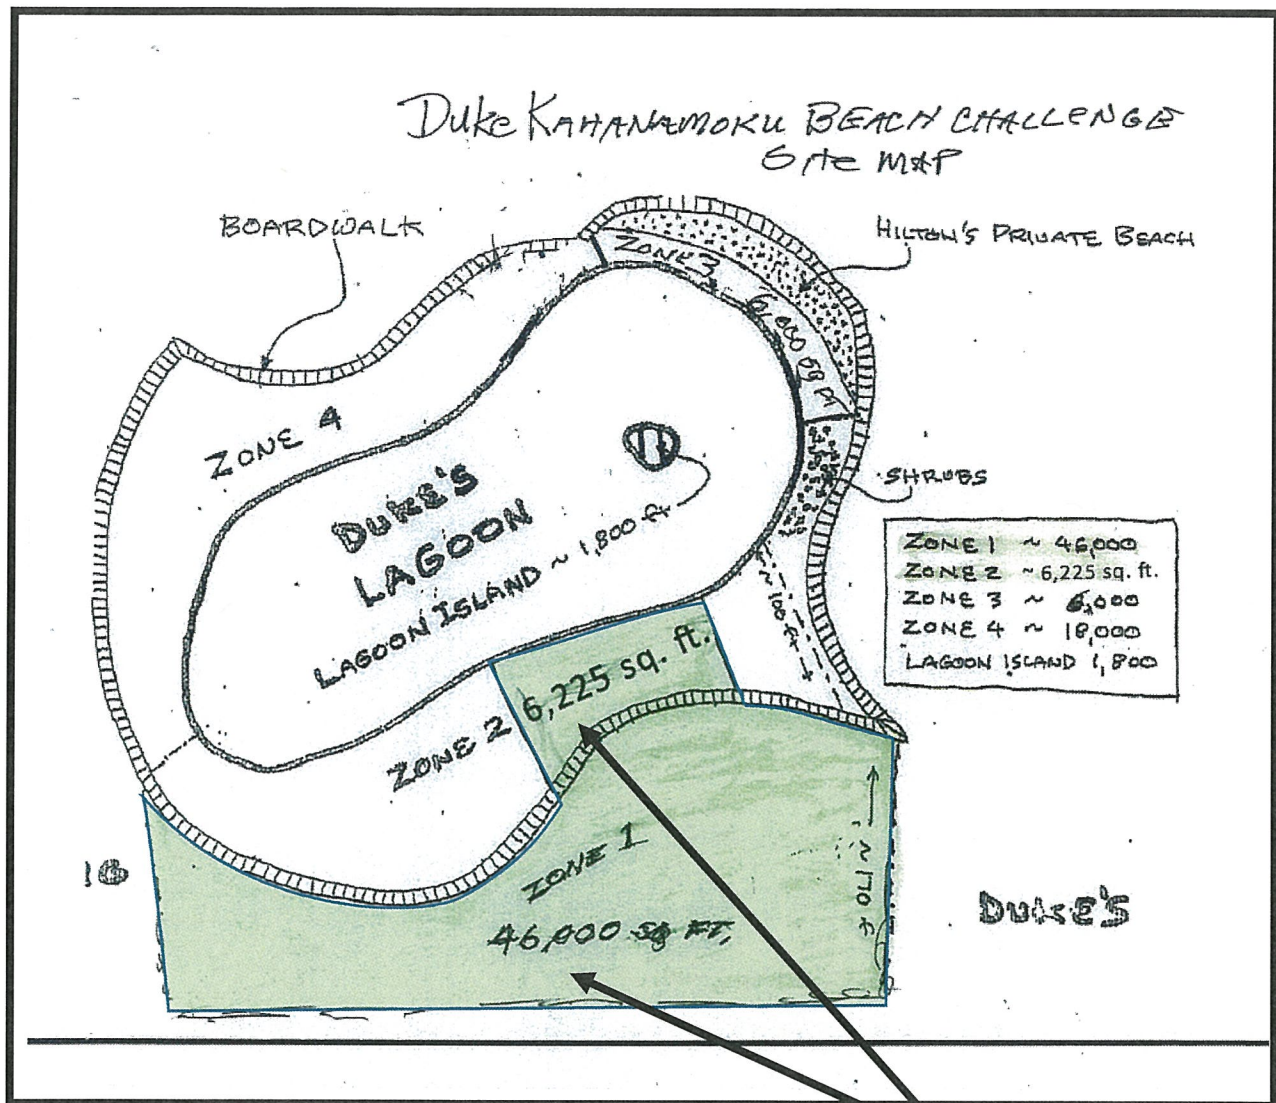 Duke KAHANAMOKU BEACH CHALLENGE
Site MAP
BOARDWALK
HILTON'S PRIVATE BEACH
ZONE 3
6,000 sq ft
ZONE 4
DUKE'S
LAGOON
LAGOON ISLAND ~ 1,800 ft
SHRUBS
ZONE 1 ~ 46,000
ZONE 2 ~ 6,225 sq. ft.
ZONE 3 ~ 6,000
ZONE 4 ~ 18,000
LAGOON ISLAND 1,800
~ 100 ft
6,225 sq. ft.
ZONE 2
ZONE 1
46,000 Sq FT.
~ 170 f
DUKE'S